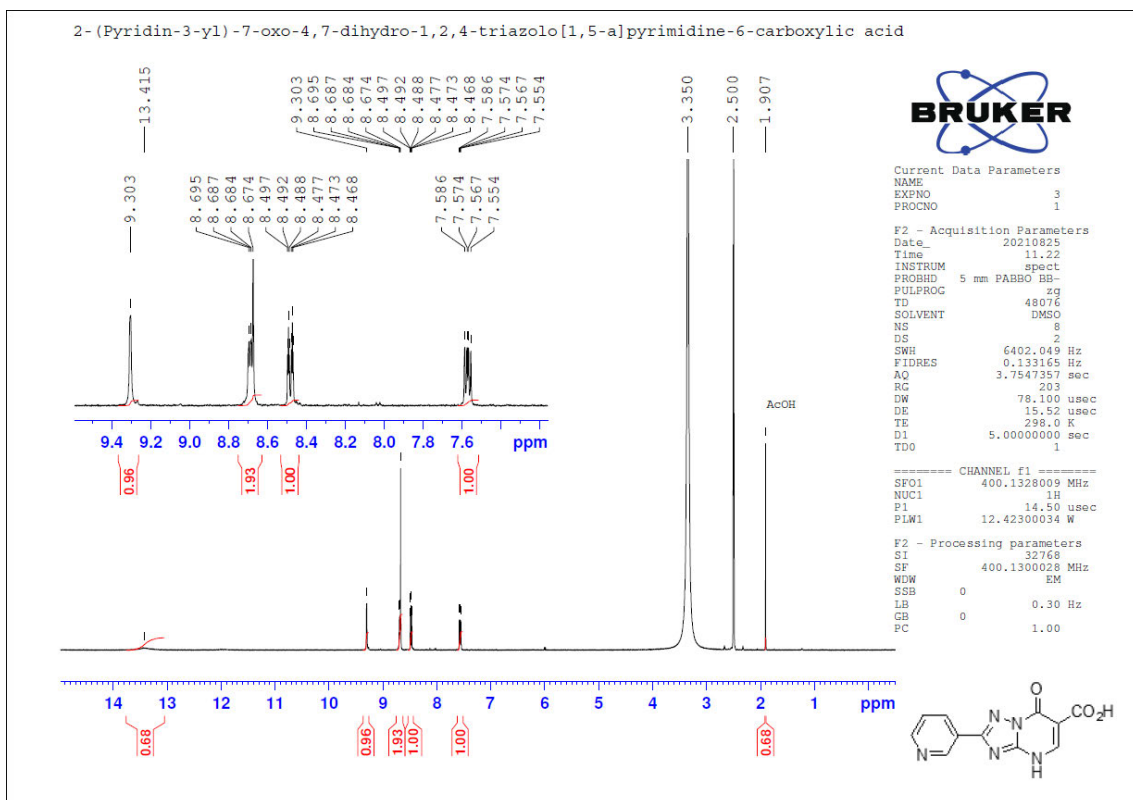 2-(Pyridin-3-yl)-7-oxo-4,7-dihydro-1,2,4-triazolo[1,5-a]pyrimidine-6-carboxylic acid
13.415
9.303
8.695
8.687
8.684
8.674
8.497
8.492
8.488
8.477
8.473
8.468
7.586
7.574
7.567
7.554
3.350
2.500
1.907
9.303
8.695
8.687
8.684
8.674
8.497
8.492
8.488
8.477
8.473
8.468
7.586
7.574
7.567
7.554
9.4 9.2 9.0 8.8 8.6 8.4 8.2 8.0 7.8 7.6 ppm
0.96 1.93 1.00 1.00
AcOH
14 13 12 11 10 9 8 7 6 5 4 3 2 1 ppm
0.68 0.96 1.93 1.00 1.00 0.68
BRUKER
Current Data Parameters
NAME
EXPNO 3
PROCNO 1
F2 - Acquisition Parameters
Date_ 20210825
Time 11.22
INSTRUM spect
PROBHD 5 mm PABBO BB-
PULPROG zg
TD 48076
SOLVENT DMSO
NS 8
DS 2
SWH 6402.049 Hz
FIDRES 0.133165 Hz
AQ 3.7547357 sec
RG 203
DW 78.100 usec
DE 15.52 usec
TE 298.0 K
D1 5.00000000 sec
TD0 1
======== CHANNEL f1 ========
SFO1 400.1328009 MHz
NUC1 1H
P1 14.50 usec
PLW1 12.42300034 W
F2 - Processing parameters
SI 32768
SF 400.1300028 MHz
WDW EM
SSB 0
LB 0.30 Hz
GB 0
PC 1.00
O
CO2H
N
N
N
N
N
H